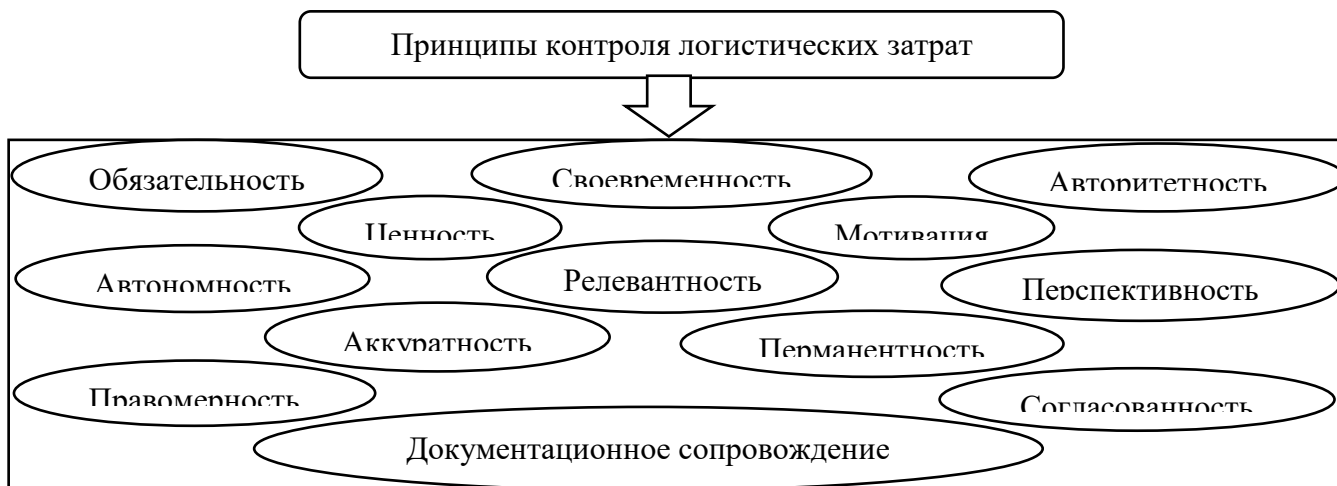 Принципы контроля логистических затрат
Обязательность
Своевременность
Авторитетность
Ценность
Мотивация
Автономность
Релевантность
Перспективность
Аккуратность
Перманентность
Правомерность
Согласованность
Документационное сопровождение